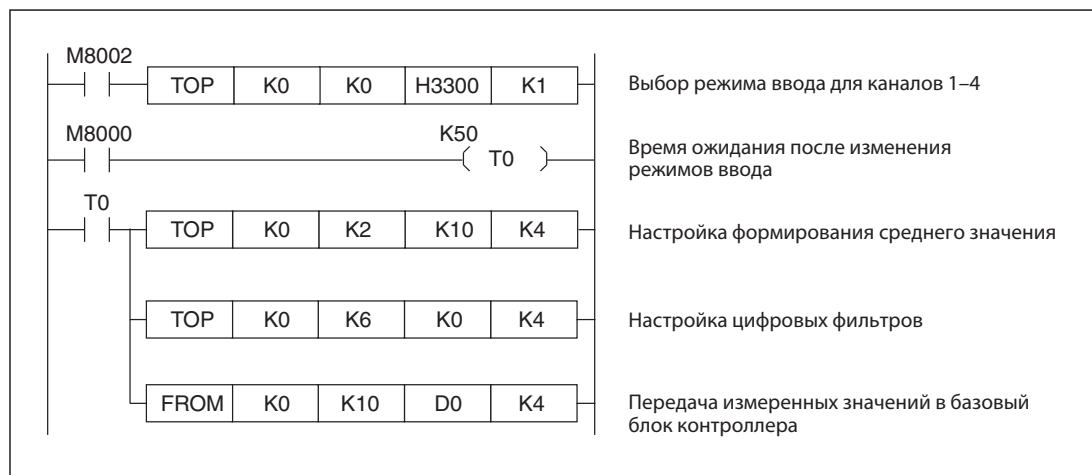 M8002
TOP K0 K0 H3300 K1
Выбор режима ввода для каналов 1–4
M8000
K50
T0
Время ожидания после изменения
режимов ввода
T0
TOP K0 K2 K10 K4
Настройка формирования среднего значения
TOP K0 K6 K0 K4
Настройка цифровых фильтров
FROM K0 K10 D0 K4
Передача измеренных значений в базовый
блок контроллера